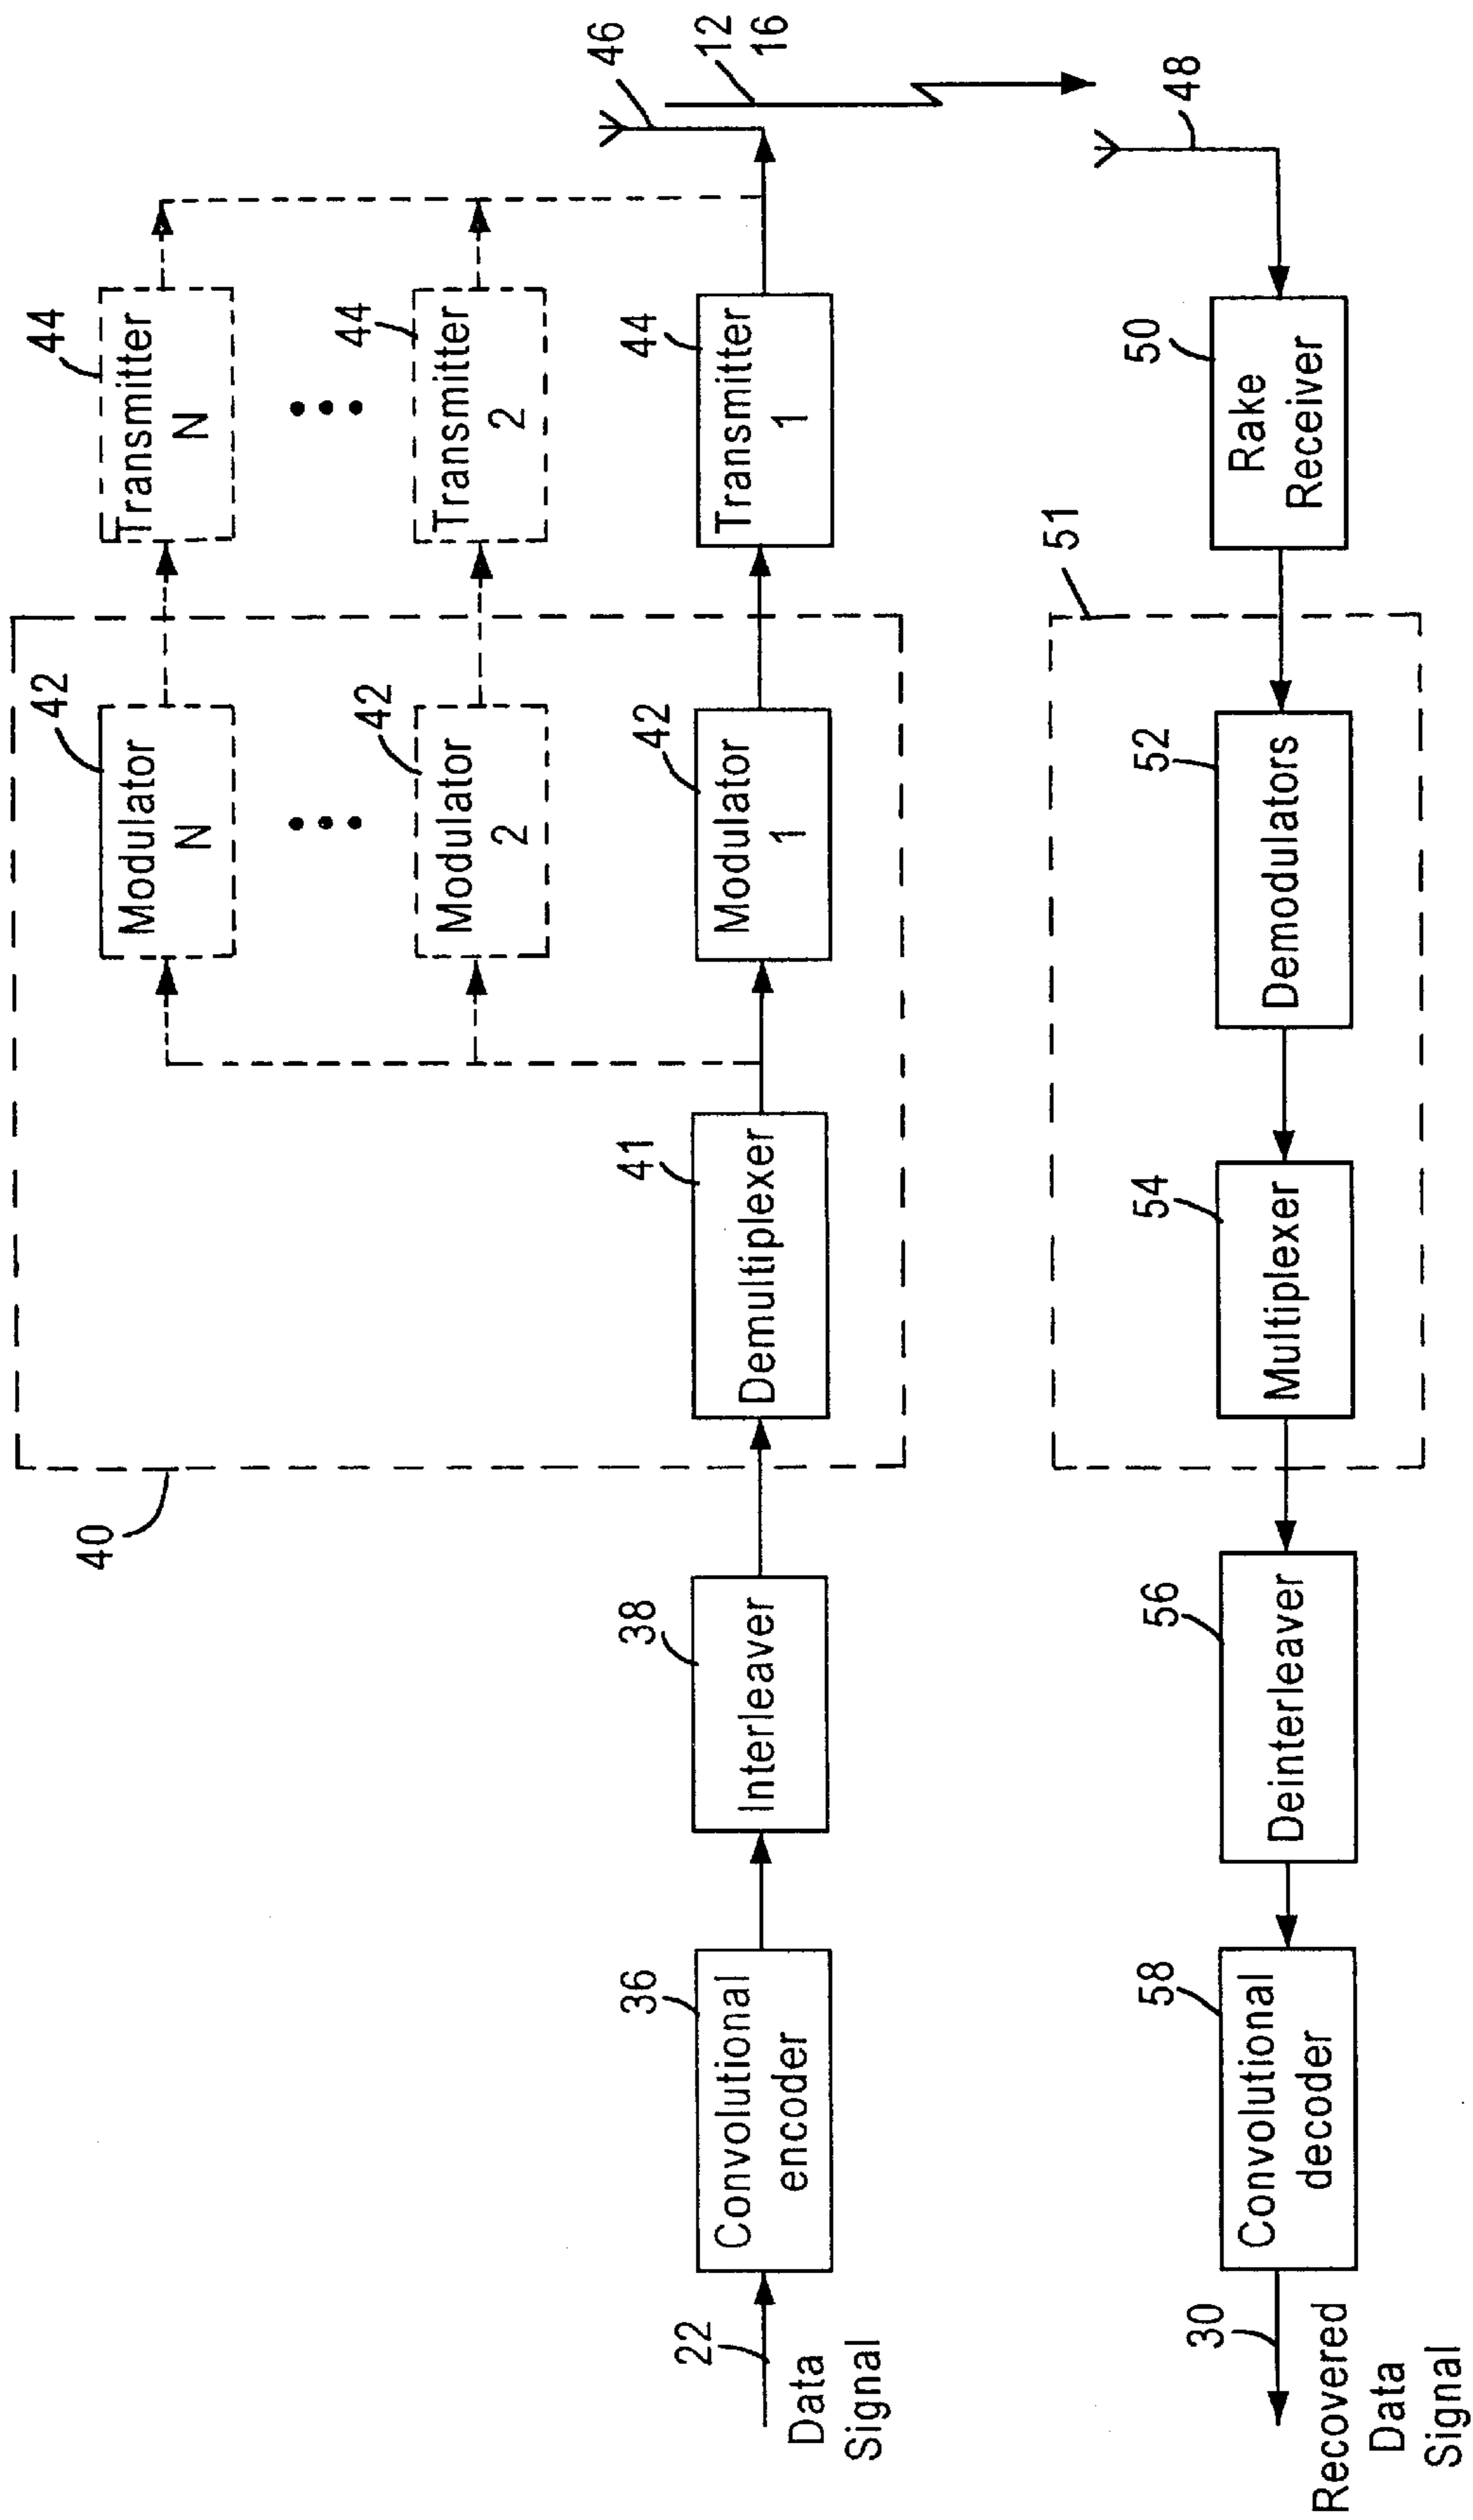 44
Transmitter
N
44
Transmitter
2
44
Transmitter
1
46
12
16
42
Modulator
N
42
Modulator
2
42
Modulator
1
40
41
Demultiplexer
38
Interleaver
36
Convolutional
encoder
22
Data
Signal
48
50
Rake
Receiver
51
52
Demodulators
54
Multiplexer
56
Deinterleaver
58
Convolutional
decoder
30
Recovered
Data
Signal